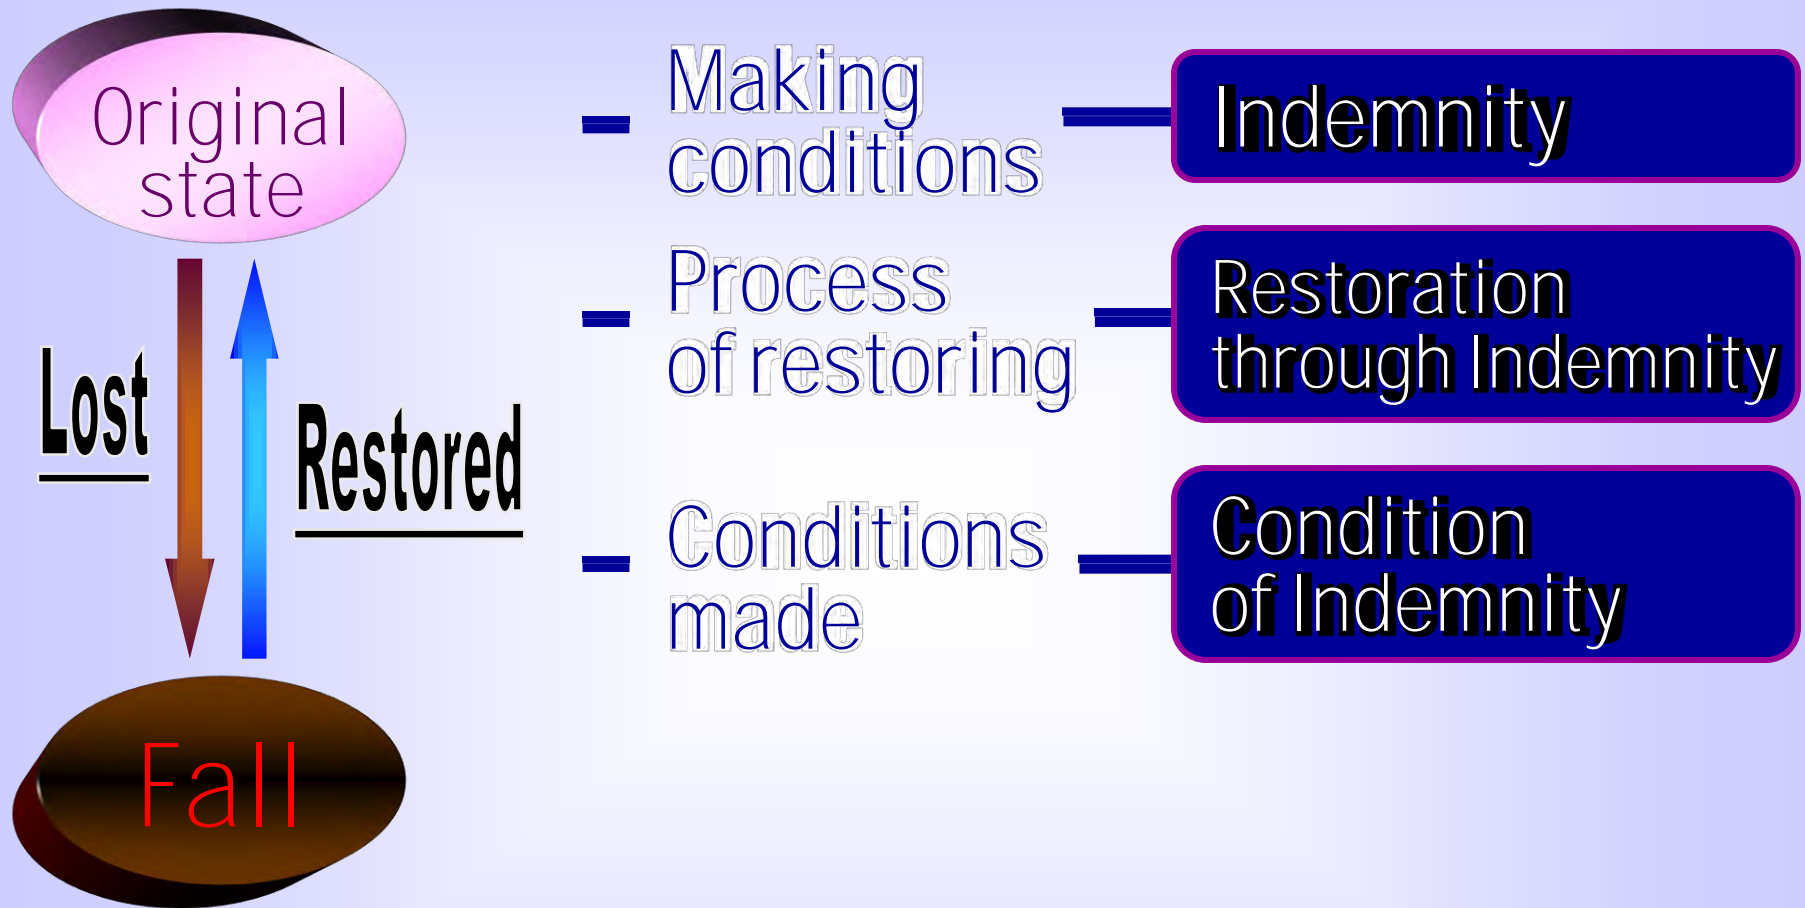 Original
state
Lost
Restored
Fall
Making
conditions
Indemnity
Process
of restoring
Restoration
through Indemnity
Conditions
made
Condition
of Indemnity